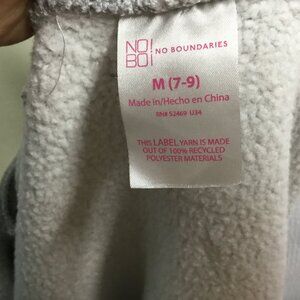 NO!
BO!
NO BOUNDARIES
M (7-9)
Made in/Hecho en China
RN# 52469 U34
THIS LABEL YARN IS MADE
OUT OF 100% RECYCLED
POLYESTER MATERIALS